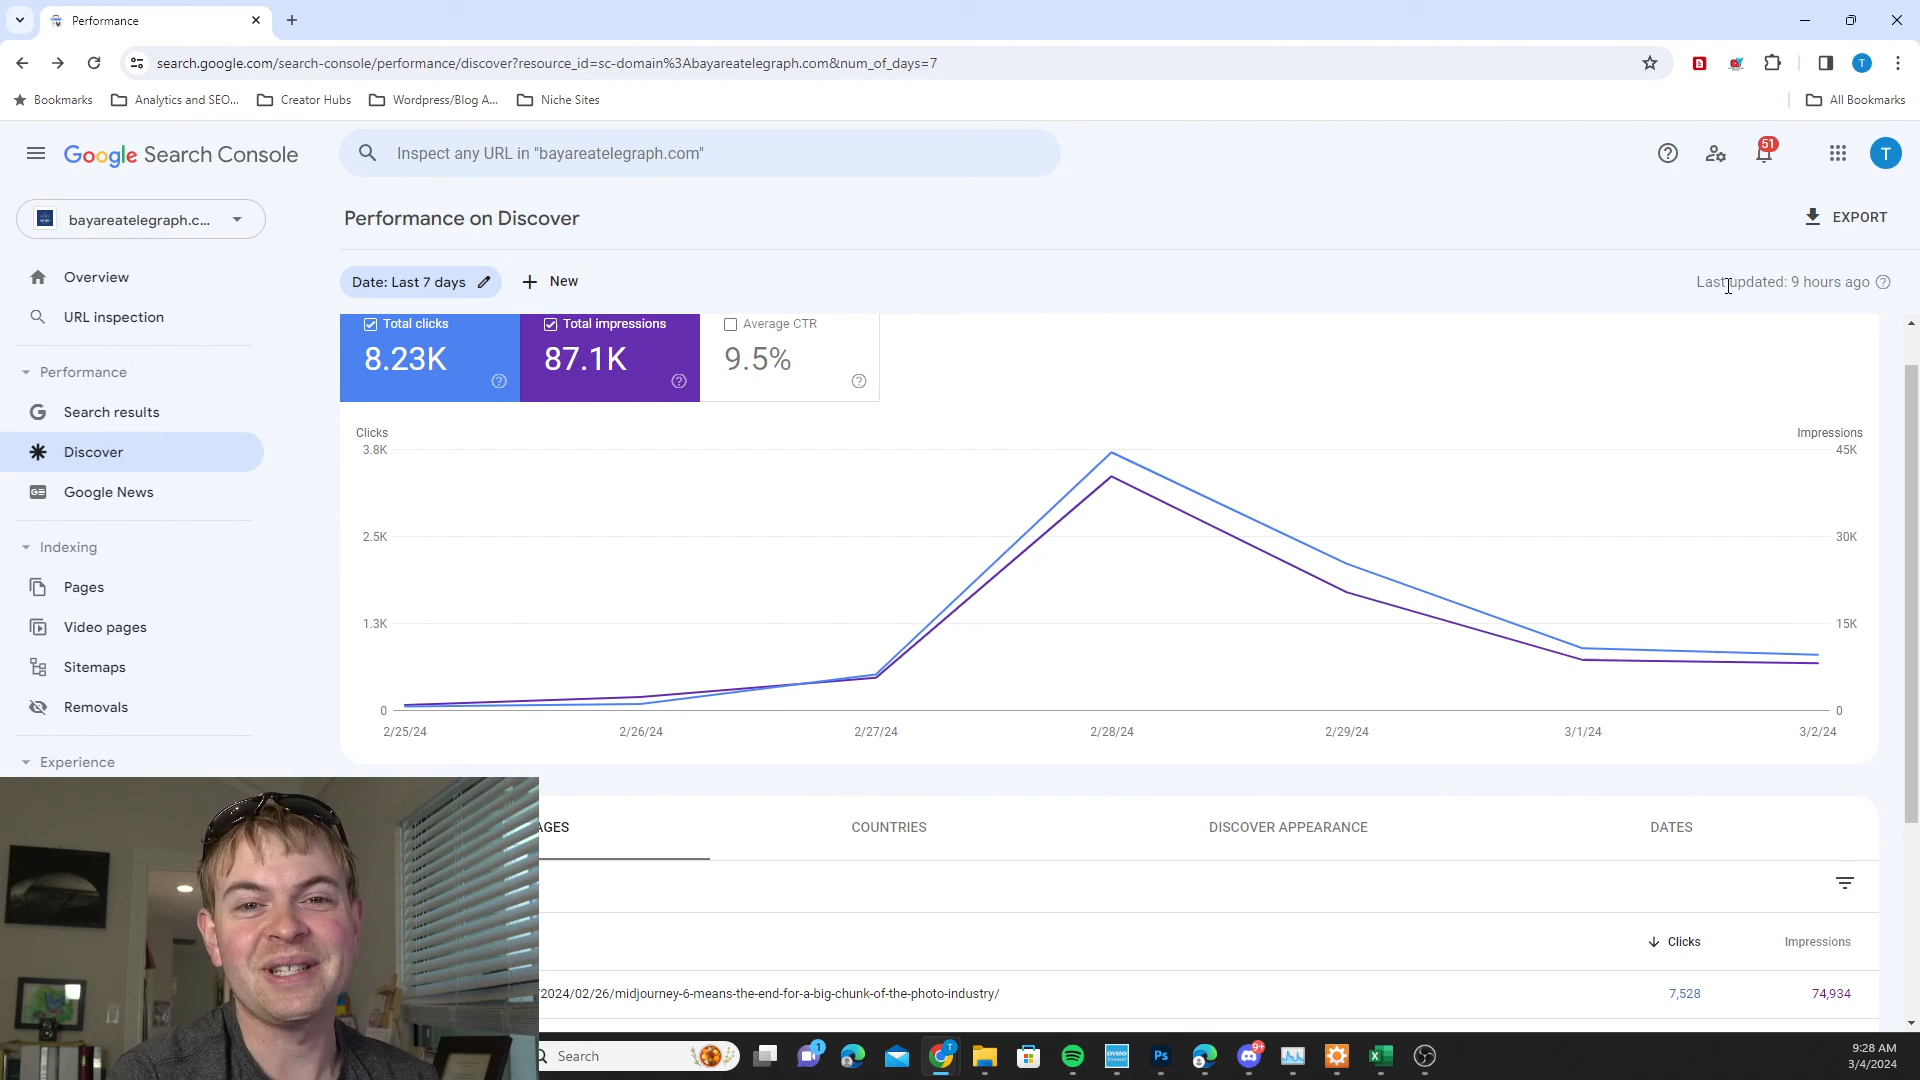 Performance
search.google.com/search-console/performance/discover?resource_id=sc-domain%3Abayareatelegraph.com&num_of_days=7
Bookmarks
Analytics and SEO...
Creator Hubs
Wordpress/Blog A...
Niche Sites
All Bookmarks
T
Google Search Console
Inspect any URL in "bayareatelegraph.com"
51
T
bayareatelegraph.c...
Performance on Discover
EXPORT
Date: Last 7 days
New
Last updated: 9 hours ago
Overview
URL inspection
Performance
Search results
Discover
Google News
Indexing
Pages
Video pages
Sitemaps
Removals
Experience
Total clicks
8.23K
Total impressions
87.1K
Average CTR
9.5%
Clicks
Impressions
3.8K
45K
2.5K
30K
1.3K
15K
0
0
2/25/24
2/26/24
2/27/24
2/28/24
2/29/24
3/1/24
3/2/24
AGES
COUNTRIES
DISCOVER APPEARANCE
DATES
Clicks
Impressions
2024/02/26/midjourney-6-means-the-end-for-a-big-chunk-of-the-photo-industry/
7,528
74,934
Search
1
T
DYMO
Ps
9+
9:28 AM
3/4/2024